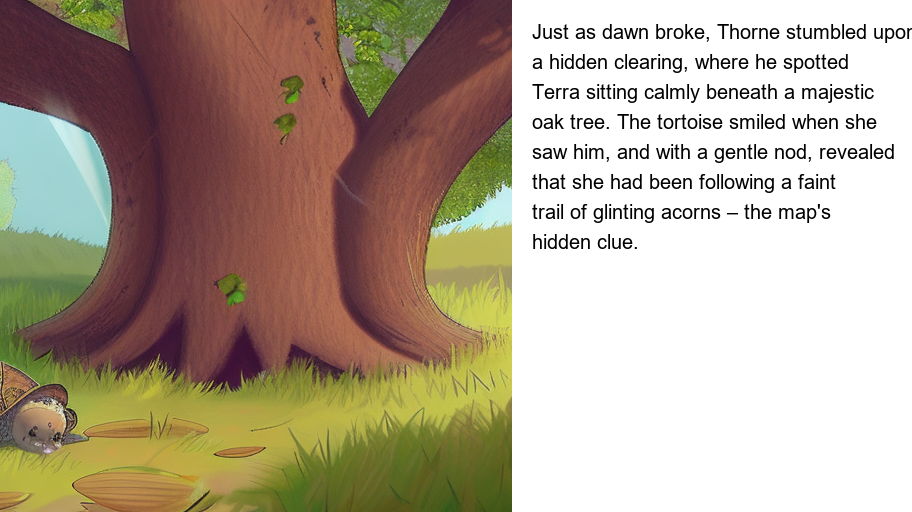 Just as dawn broke, Thorne stumbled upon
a hidden clearing, where he spotted
Terra sitting calmly beneath a majestic
oak tree. The tortoise smiled when she
saw him, and with a gentle nod, revealed
that she had been following a faint
trail of glinting acorns – the map's
hidden clue.